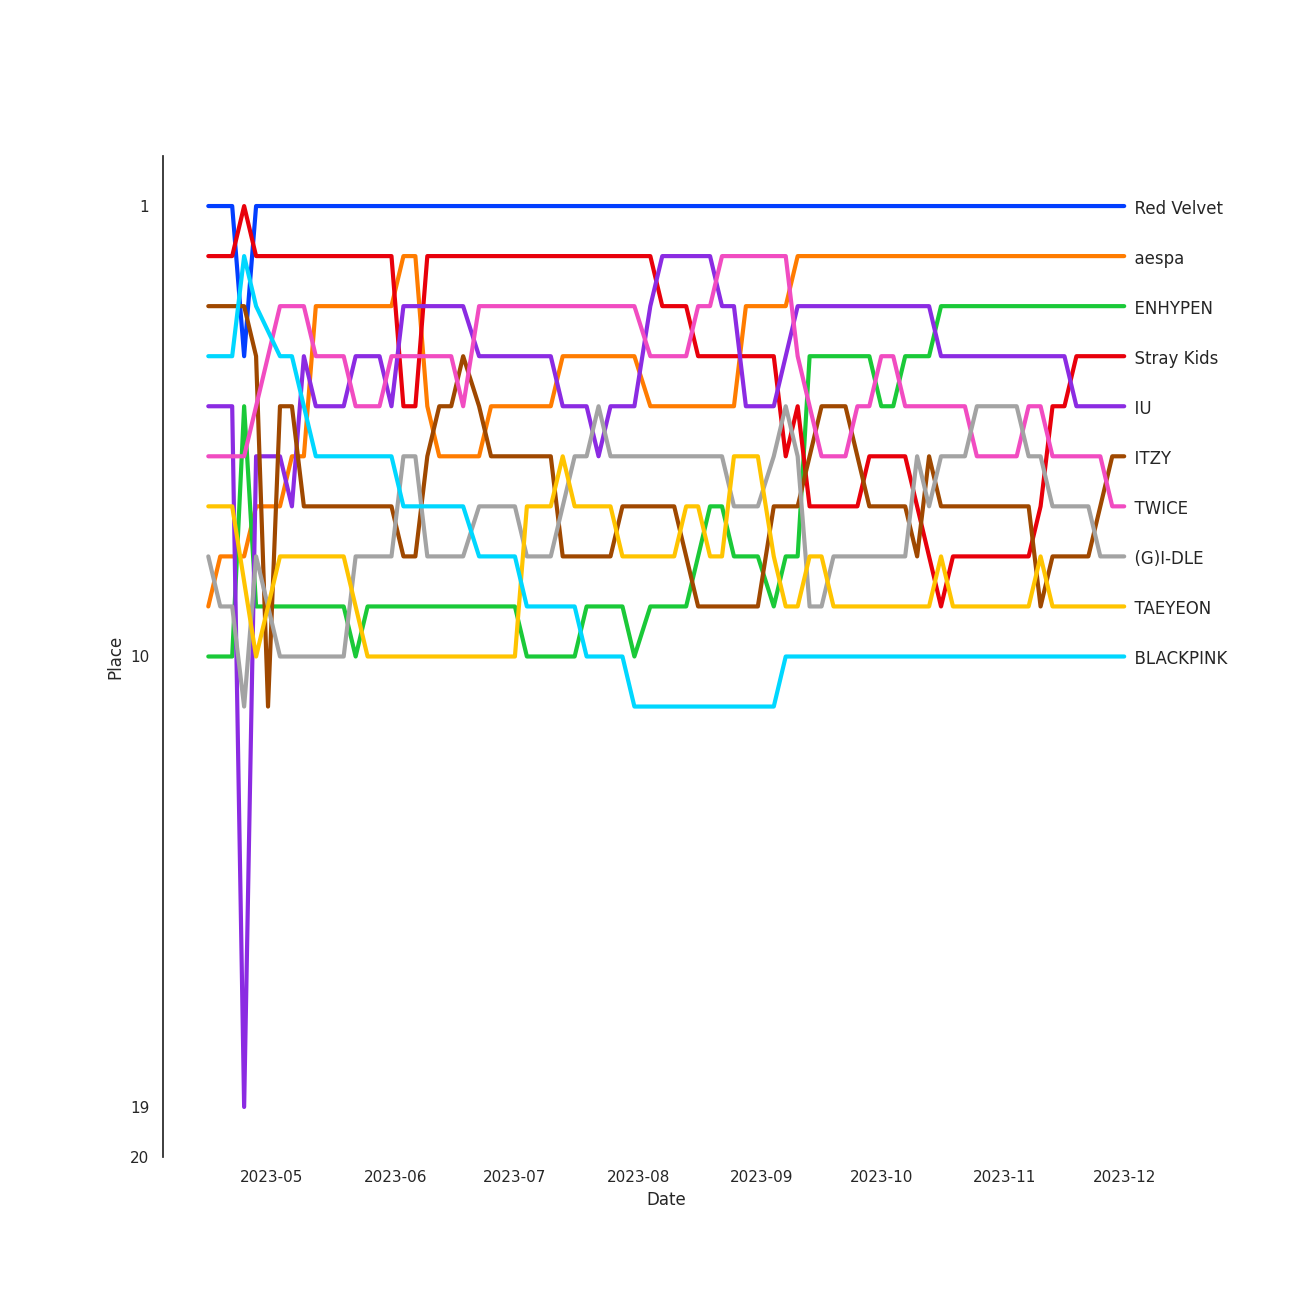 1
10
19
20
Place
Red Velvet
aespa
ENHYPEN
Stray Kids
IU
ITZY
TWICE
(G)I-DLE
TAEYEON
BLACKPINK
2023-05 2023-06 2023-07 2023-08 2023-09 2023-10 2023-11 2023-12
Date